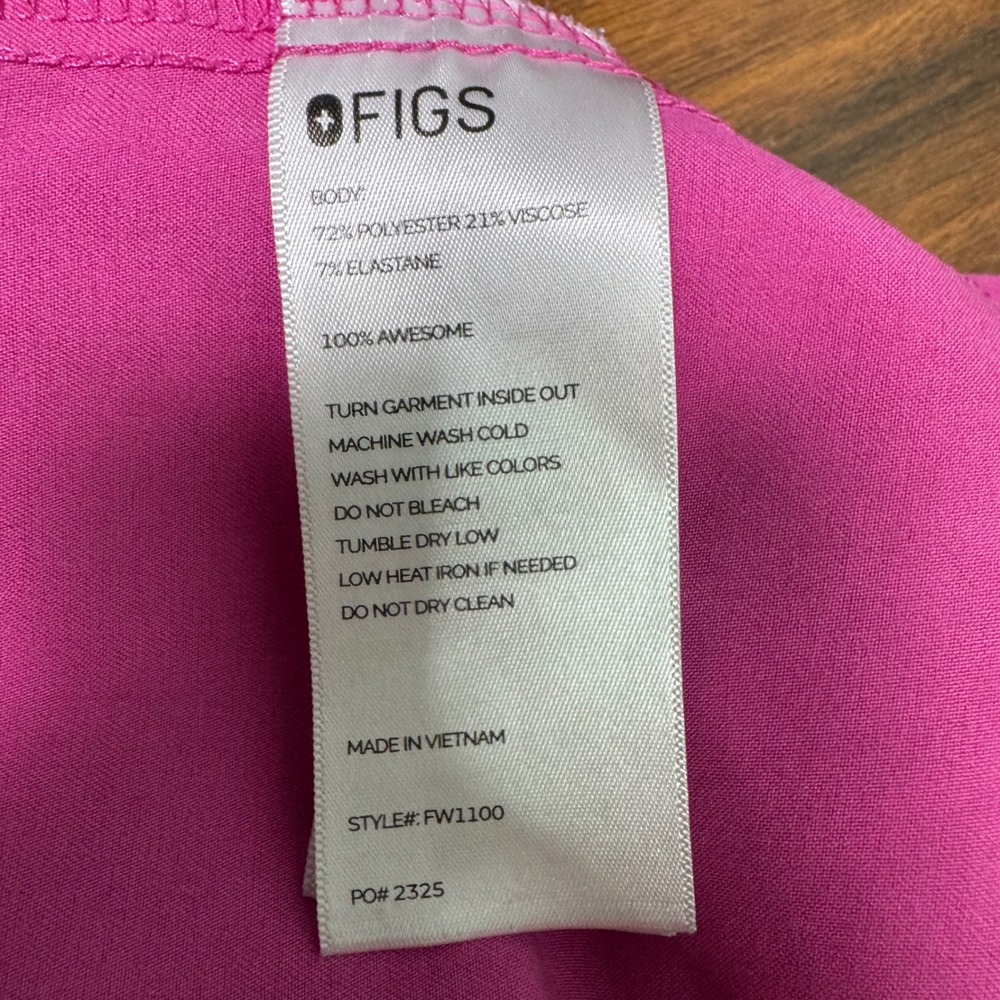 FIGS
BODY:
72% POLYESTER 21% VISCOSE
7% ELASTANE
100% AWESOME
TURN GARMENT INSIDE OUT
MACHINE WASH COLD
WASH WITH LIKE COLORS
DO NOT BLEACH
TUMBLE DRY LOW
LOW HEAT IRON IF NEEDED
DO NOT DRY CLEAN
MADE IN VIETNAM
STYLE#: FW1100
PO# 2325